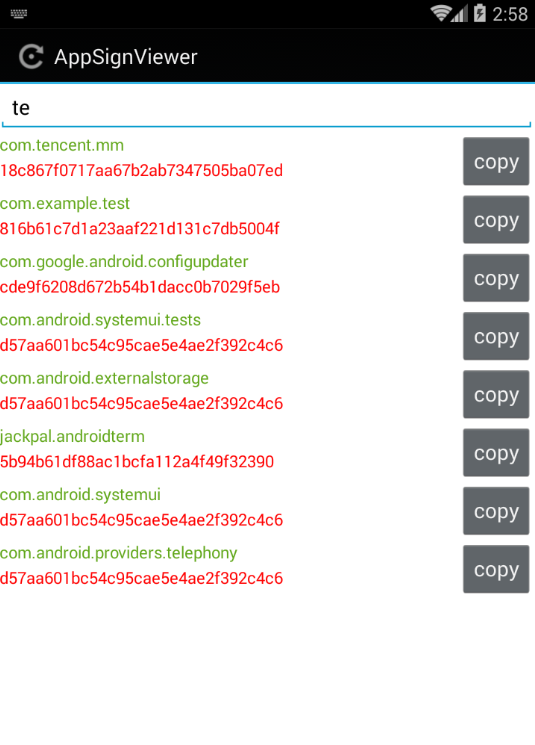 2:58
AppSignViewer
te
com.tencent.mm
18c867f0717aa67b2ab7347505ba07ed
copy
com.example.test
816b61c7d1a23aaf221d131c7db5004f
copy
com.google.android.configupdater
cde9f6208d672b54b1dacc0b7029f5eb
copy
com.android.systemui.tests
d57aa601bc54c95cae5e4ae2f392c4c6
copy
com.android.externalstorage
d57aa601bc54c95cae5e4ae2f392c4c6
copy
jackpal.androidterm
5b94b61df88ac1bcfa112a4f49f32390
copy
com.android.systemui
d57aa601bc54c95cae5e4ae2f392c4c6
copy
com.android.providers.telephony
d57aa601bc54c95cae5e4ae2f392c4c6
copy